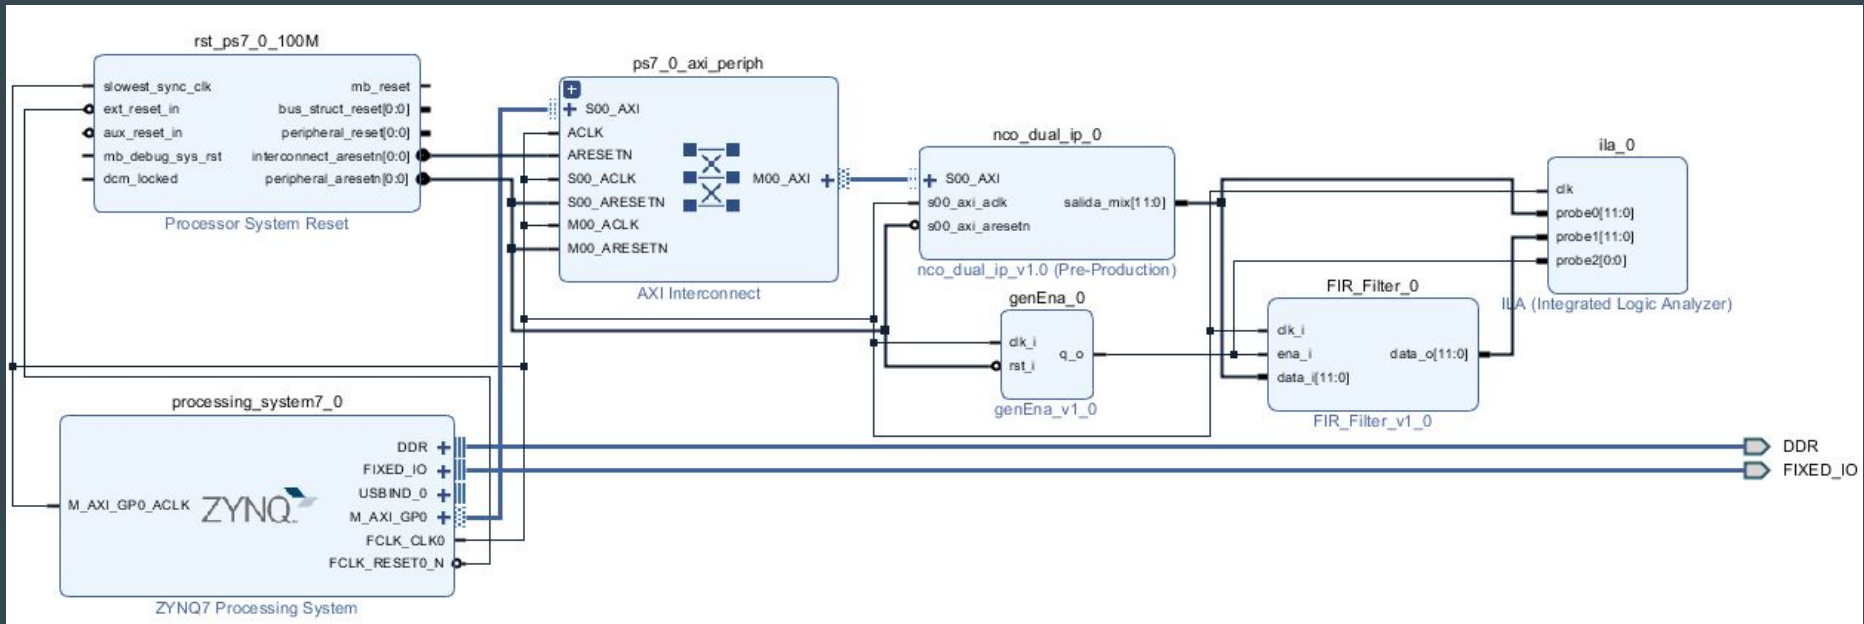 rst_ps7_0_100M
slowest_sync_clk
ext_reset_in
aux_reset_in
mb_debug_sys_rst
dcm_locked
mb_reset
bus_struct_reset[0:0]
peripheral_reset[0:0]
interconnect_aresetn[0:0]
peripheral_aresetn[0:0]
Processor System Reset
ps7_0_axi_periph
S00_AXI
ACLK
ARESETN
S00_ACLK
S00_ARESETN
M00_ACLK
M00_ARESETN
M00_AXI
AXI Interconnect
nco_dual_ip_0
S00_AXI
s00_axi_aclk
s00_axi_aresetn
salida_mix[11:0]
nco_dual_ip_v1.0 (Pre-Production)
genEna_0
clk_i
rst_i
q_o
genEna_v1_0
ila_0
clk
probe0[11:0]
probe1[11:0]
probe2[0:0]
ILA (Integrated Logic Analyzer)
FIR_Filter_0
clk_i
ena_i
data_i[11:0]
data_o[11:0]
FIR_Filter_v1_0
processing_system7_0
M_AXI_GP0_ACLK
ZYNQ
DDR
FIXED_IO
USBIND_0
M_AXI_GP0
FCLK_CLK0
FCLK_RESET0_N
ZYNQ7 Processing System
DDR
FIXED_IO